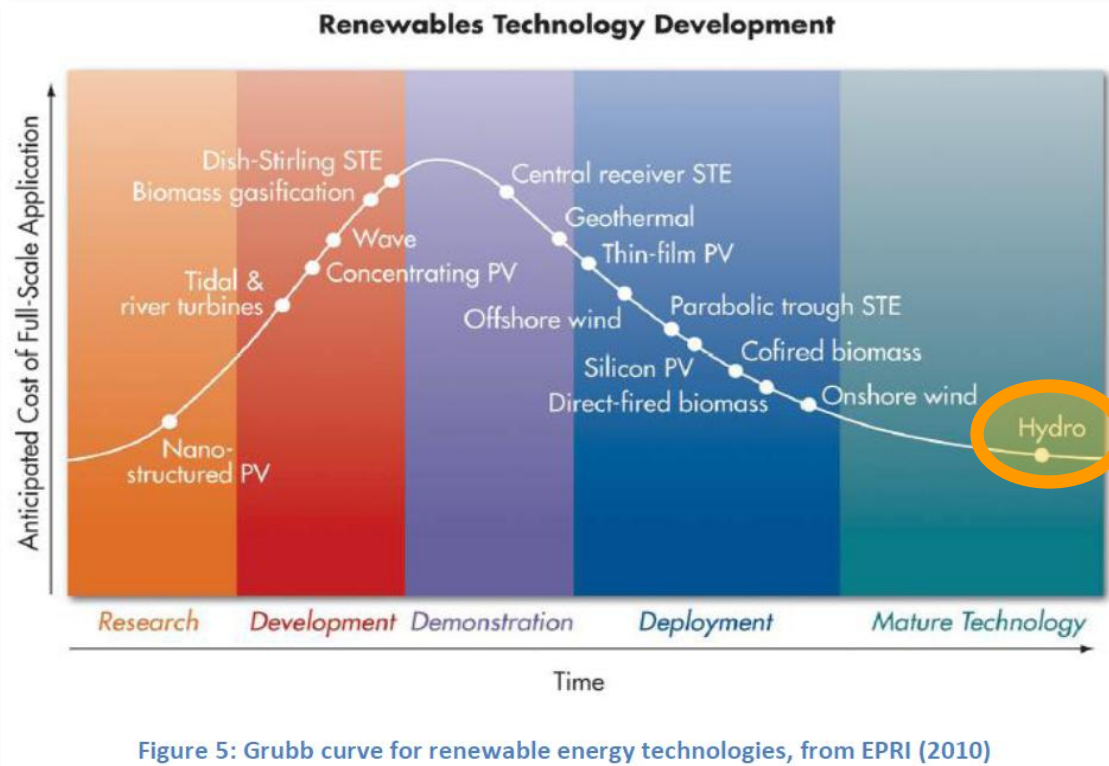 Renewables Technology Development
Anticipated Cost of Full-Scale Application
Dish-Stirling STE
Biomass gasification
Wave
Concentrating PV
Tidal &
river turbines
Nano-
structured PV
Central receiver STE
Geothermal
Thin-film PV
Offshore wind
Parabolic trough STE
Silicon PV
Cofired biomass
Direct-fired biomass
Onshore wind
Hydro
Research
Development
Demonstration
Deployment
Mature Technology
Time
Figure 5: Grubb curve for renewable energy technologies, from EPRI (2010)